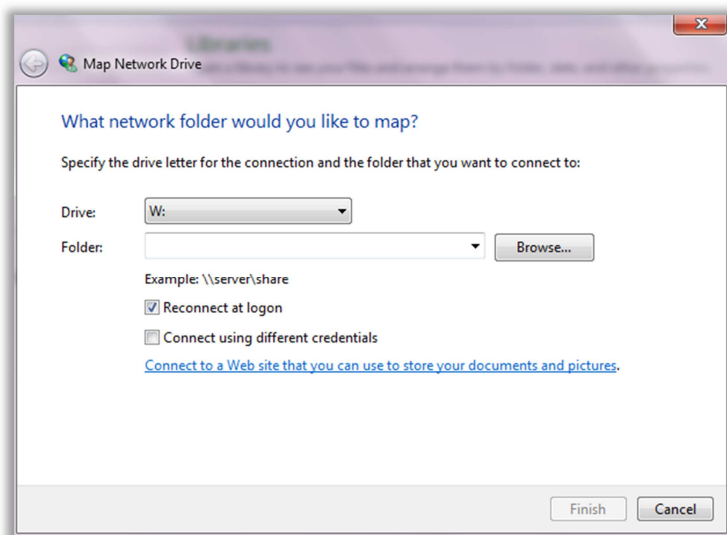 Libraries
Map Network Drive
What network folder would you like to map?
Specify the drive letter for the connection and the folder that you want to connect to:
Drive: W:
Folder: Browse...
Example: \\server\share
Reconnect at logon
Connect using different credentials
Connect to a Web site that you can use to store your documents and pictures.
Finish Cancel